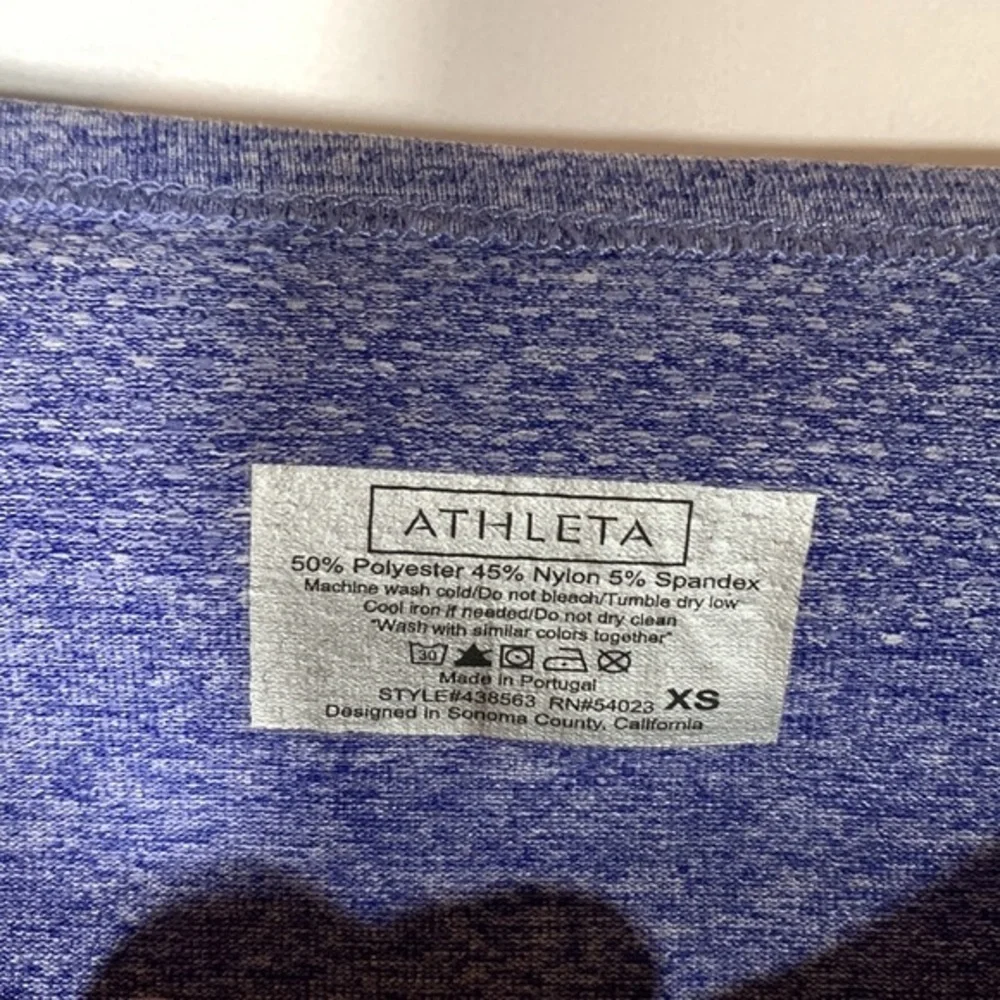 ATHLETA
50% Polyester 45% Nylon 5% Spandex
Machine wash cold/Do not bleach/Tumble dry low
Cool iron if needed/Do not dry clean
"Wash with similar colors together"
30
Made in Portugal
STYLE#438563 RN#54023 XS
Designed in Sonoma County, California